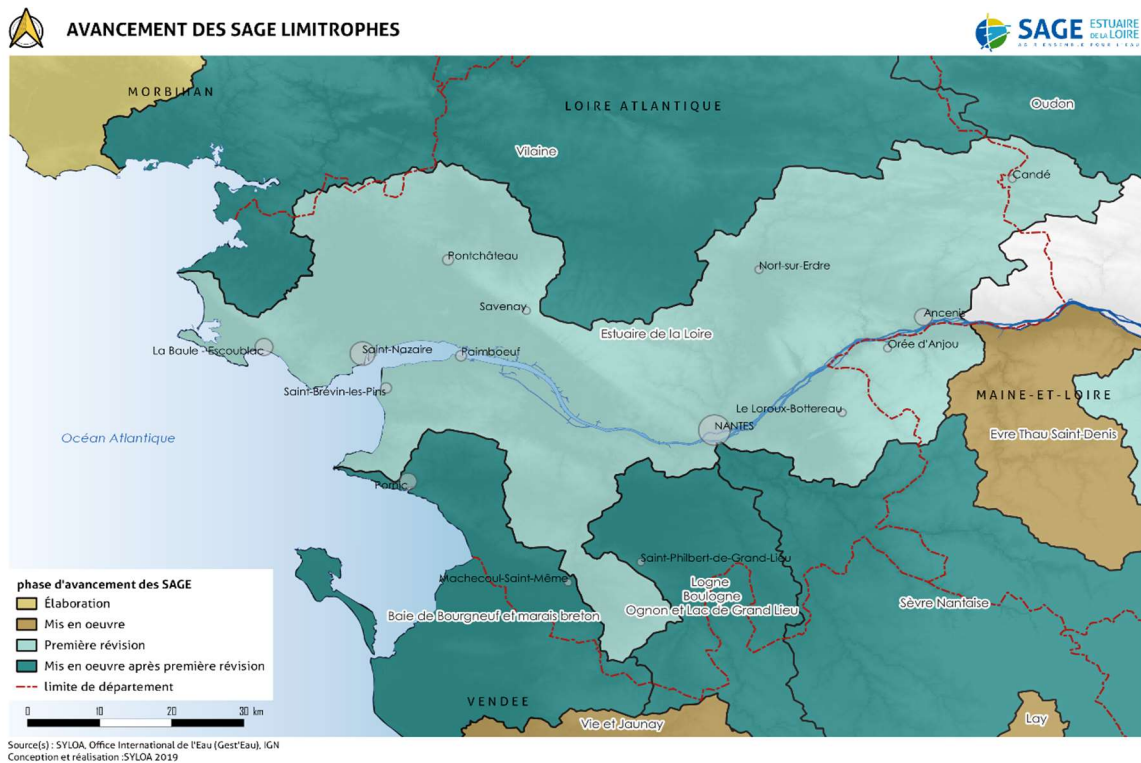 AVANCEMENT DES SAGE LIMITROPHES
SAGE ESTUAIRE DE LA LOIRE
AGIR ENSEMBLE POUR L'EAU
MORBIHAN
LOIRE ATLANTIQUE
Oudon
Vilaine
Candé
Pontchâteau
Nort-sur-Erdre
Savenay
Ancenis
Estuaire de la Loire
Orée d'Anjou
La Baule - Escoublac
Saint-Nazaire
Paimboeuf
Saint-Brévin-les-Pins
MAINE-ET-LOIRE
Le Loroux-Bottereau
NANTES
Océan Atlantique
Evre Thau Saint-Denis
Pornic
Saint-Philbert-de-Grand-Lieu
Machecoul-Saint-Même
Logne
Boulogne
Ognon et Lac de Grand Lieu
Sèvre Nantaise
Baie de Bourgneuf et marais breton
VENDEE
Vie et Jaunay
Lay
phase d'avancement des SAGE
Élaboration
Mis en oeuvre
Première révision
Mis en oeuvre après première révision
limite de département
0 10 20 30 km
Source(s) : SYLOA, Office International de l'Eau (Gest'Eau), IGN
Conception et réalisation :SYLOA 2019